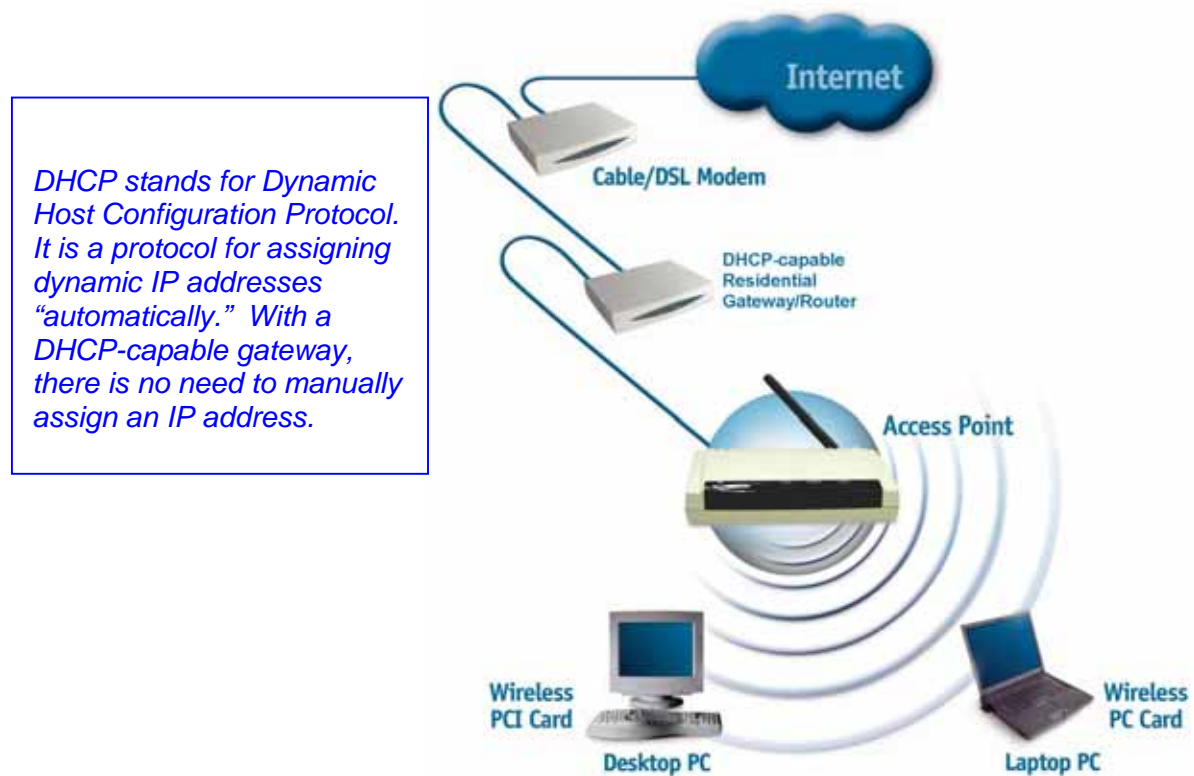 Internet
Cable/DSL Modem
DHCP stands for Dynamic
Host Configuration Protocol.
It is a protocol for assigning
dynamic IP addresses
“automatically.” With a
DHCP-capable gateway,
there is no need to manually
assign an IP address.
DHCP-capable
Residential
Gateway/Router
Access Point
Wireless
PCI Card
Desktop PC
Wireless
PC Card
Laptop PC